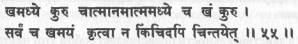 खमध्ये कुरु चात्मानमात्ममध्ये च खं कुरु ।
सर्वं च खमयं कृत्वा न किंचिदपि चिन्तयेत् ।। ५५ ।।